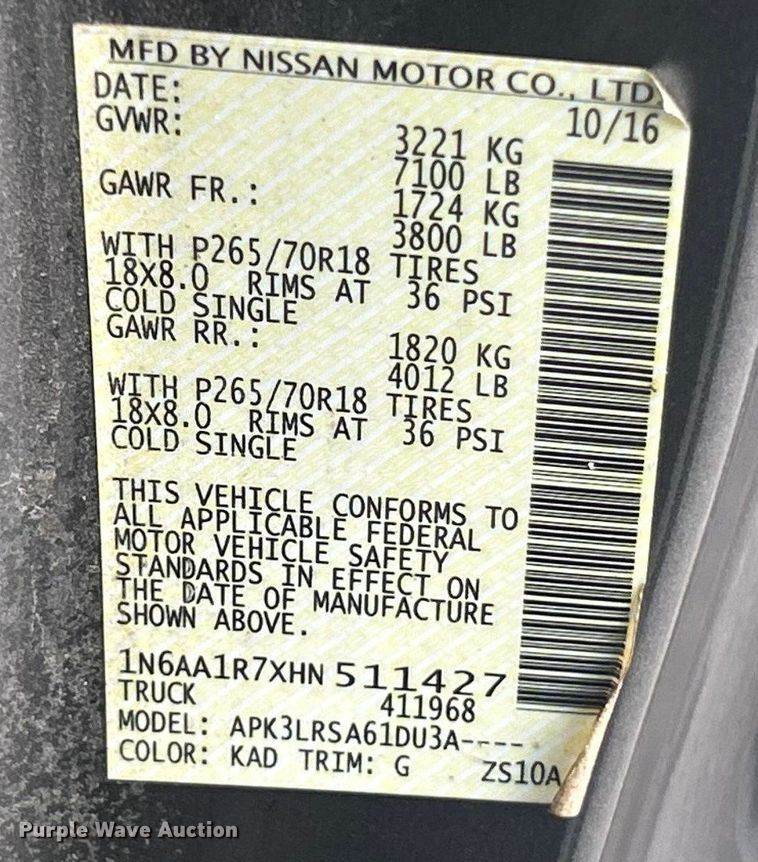 MFD BY NISSAN MOTOR CO., LTD.
DATE: 10/16
GVWR: 3221 KG
7100 LB
GAWR FR.: 1724 KG
3800 LB
WITH P265/70R18 TIRES
18X8.0 RIMS AT 36 PSI
COLD SINGLE
GAWR RR.: 1820 KG
4012 LB
WITH P265/70R18 TIRES
18X8.0 RIMS AT 36 PSI
COLD SINGLE
THIS VEHICLE CONFORMS TO
ALL APPLICABLE FEDERAL
MOTOR VEHICLE SAFETY
STANDARDS IN EFFECT ON
THE DATE OF MANUFACTURE
SHOWN ABOVE.
1N6AA1R7XHN 511427
TRUCK 411968
MODEL: APK3LRSA61DU3A----
COLOR: KAD TRIM: G ZS10A
Purple Wave Auction